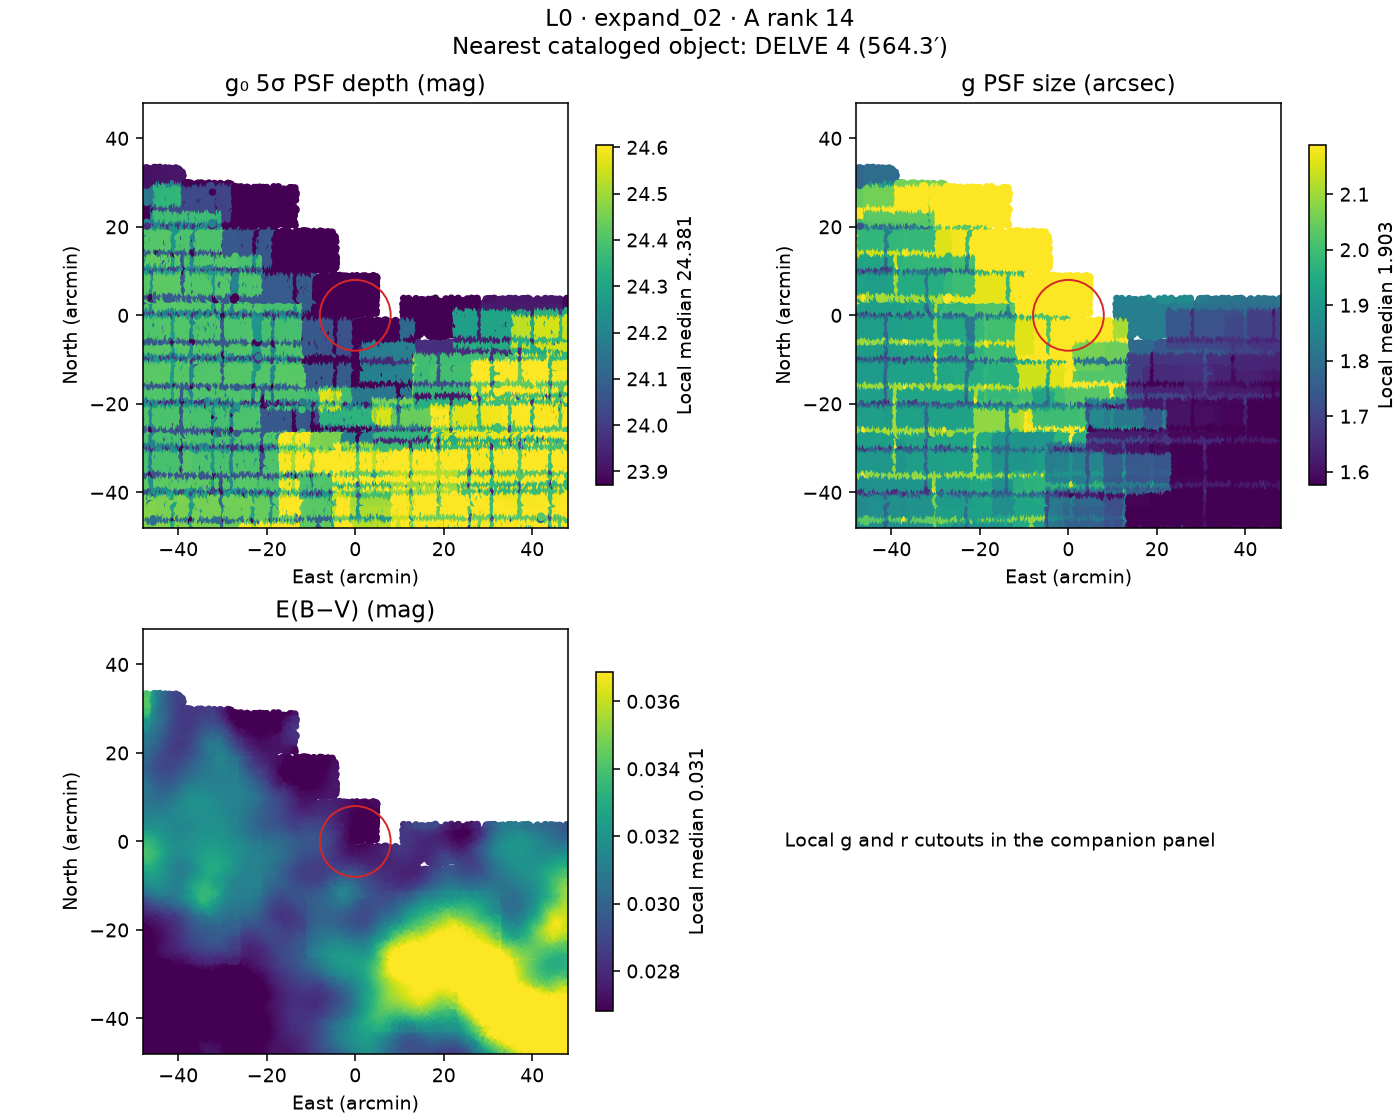 L0 · expand_02 · A rank 14
Nearest cataloged object: DELVE 4 (564.3′)
g₀ 5σ PSF depth (mag)
40
20
0
−20
−40
North (arcmin)
−40 −20 0 20 40
East (arcmin)
24.6
24.5
24.4
24.3
24.2
24.1
24.0
23.9
Local median 24.381
g PSF size (arcsec)
40
20
0
−20
−40
North (arcmin)
−40 −20 0 20 40
East (arcmin)
2.1
2.0
1.9
1.8
1.7
1.6
Local median 1.903
E(B−V) (mag)
40
20
0
−20
−40
North (arcmin)
−40 −20 0 20 40
East (arcmin)
0.036
0.034
0.032
0.030
0.028
Local median 0.031
Local g and r cutouts in the companion panel